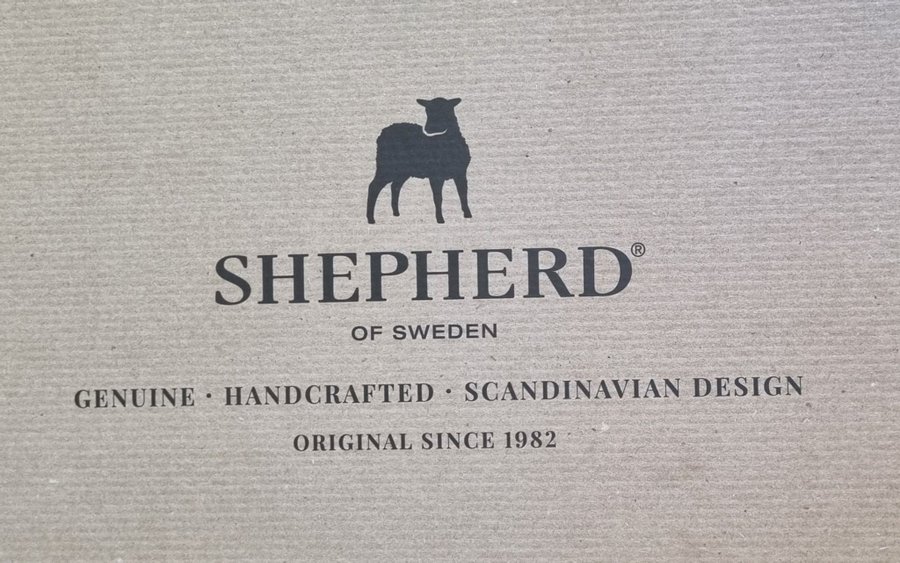 SHEPHERD®
OF SWEDEN
GENUINE · HANDCRAFTED · SCANDINAVIAN DESIGN
ORIGINAL SINCE 1982